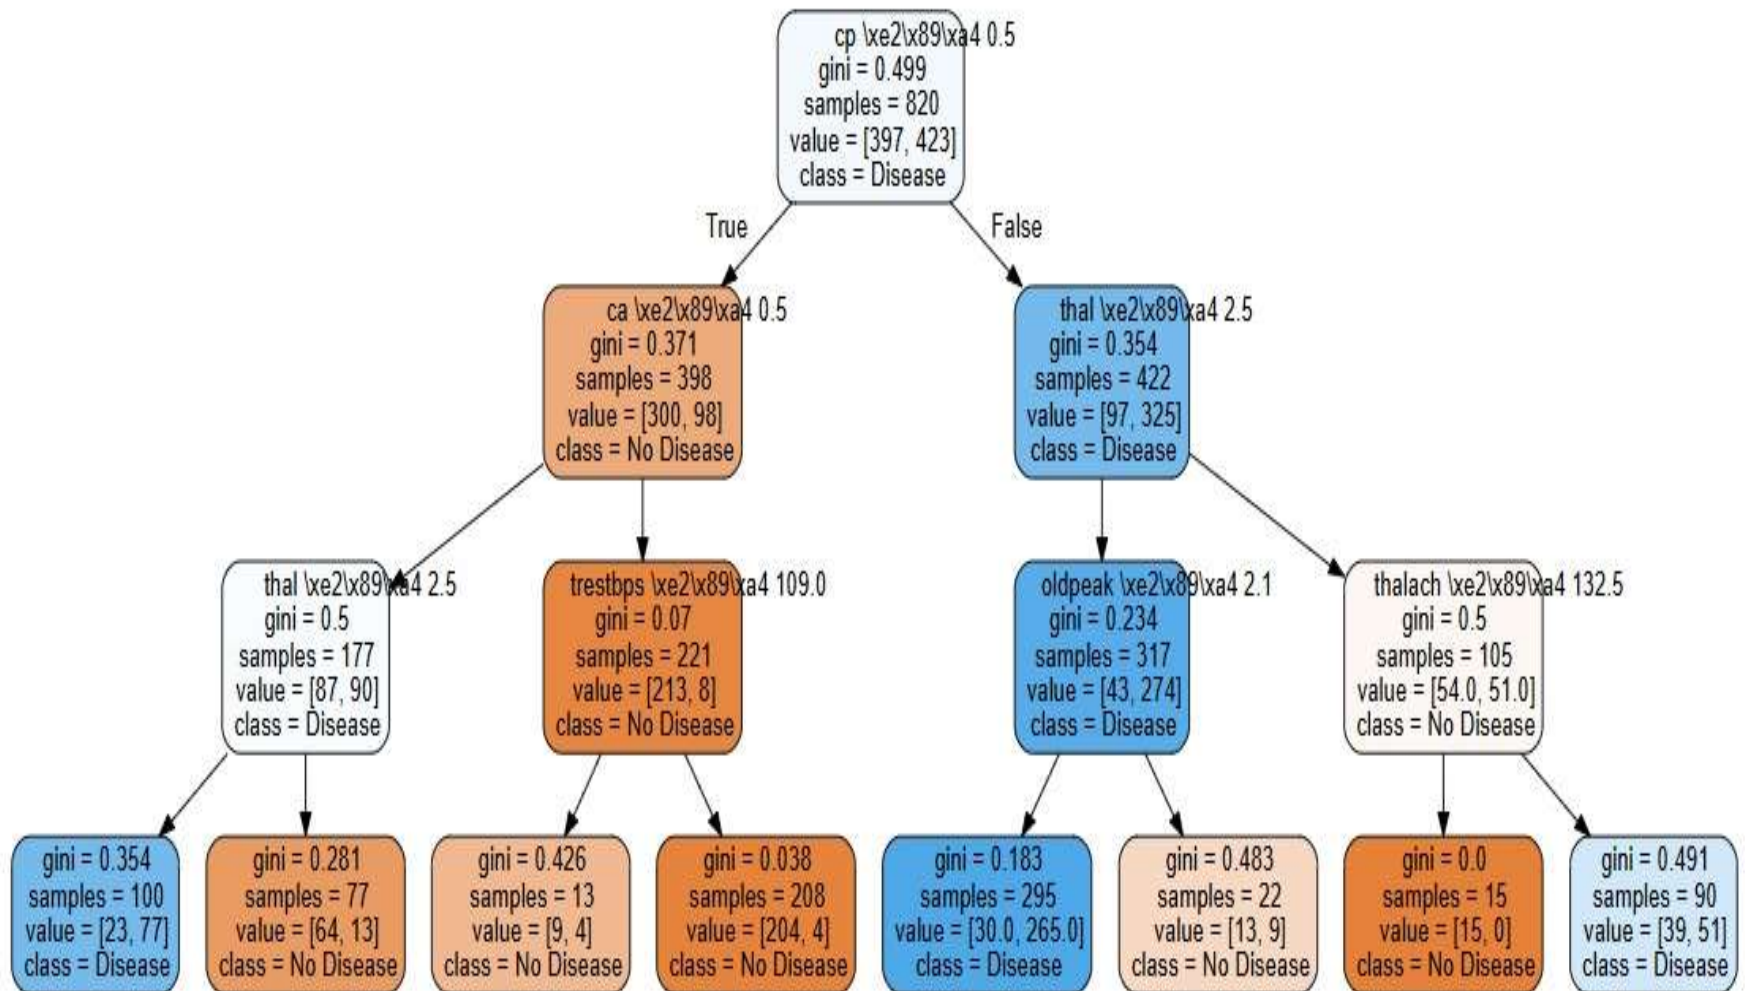 cp \xe2\x89\xa4 0.5
gini = 0.499
samples = 820
value = [397, 423]
class = Disease
True
False
ca \xe2\x89\xa4 0.5
gini = 0.371
samples = 398
value = [300, 98]
class = No Disease
thal \xe2\x89\xa4 2.5
gini = 0.354
samples = 422
value = [97, 325]
class = Disease
thal \xe2\x89\xa4 2.5
gini = 0.5
samples = 177
value = [87, 90]
class = Disease
trestbps \xe2\x89\xa4 109.0
gini = 0.07
samples = 221
value = [213, 8]
class = No Disease
oldpeak \xe2\x89\xa4 2.1
gini = 0.234
samples = 317
value = [43, 274]
class = Disease
thalach \xe2\x89\xa4 132.5
gini = 0.5
samples = 105
value = [54.0, 51.0]
class = No Disease
gini = 0.354
samples = 100
value = [23, 77]
class = Disease
gini = 0.281
samples = 77
value = [64, 13]
class = No Disease
gini = 0.426
samples = 13
value = [9, 4]
class = No Disease
gini = 0.038
samples = 208
value = [204, 4]
class = No Disease
gini = 0.183
samples = 295
value = [30.0, 265.0]
class = Disease
gini = 0.483
samples = 22
value = [13, 9]
class = No Disease
gini = 0.0
samples = 15
value = [15, 0]
class = No Disease
gini = 0.491
samples = 90
value = [39, 51]
class = Disease